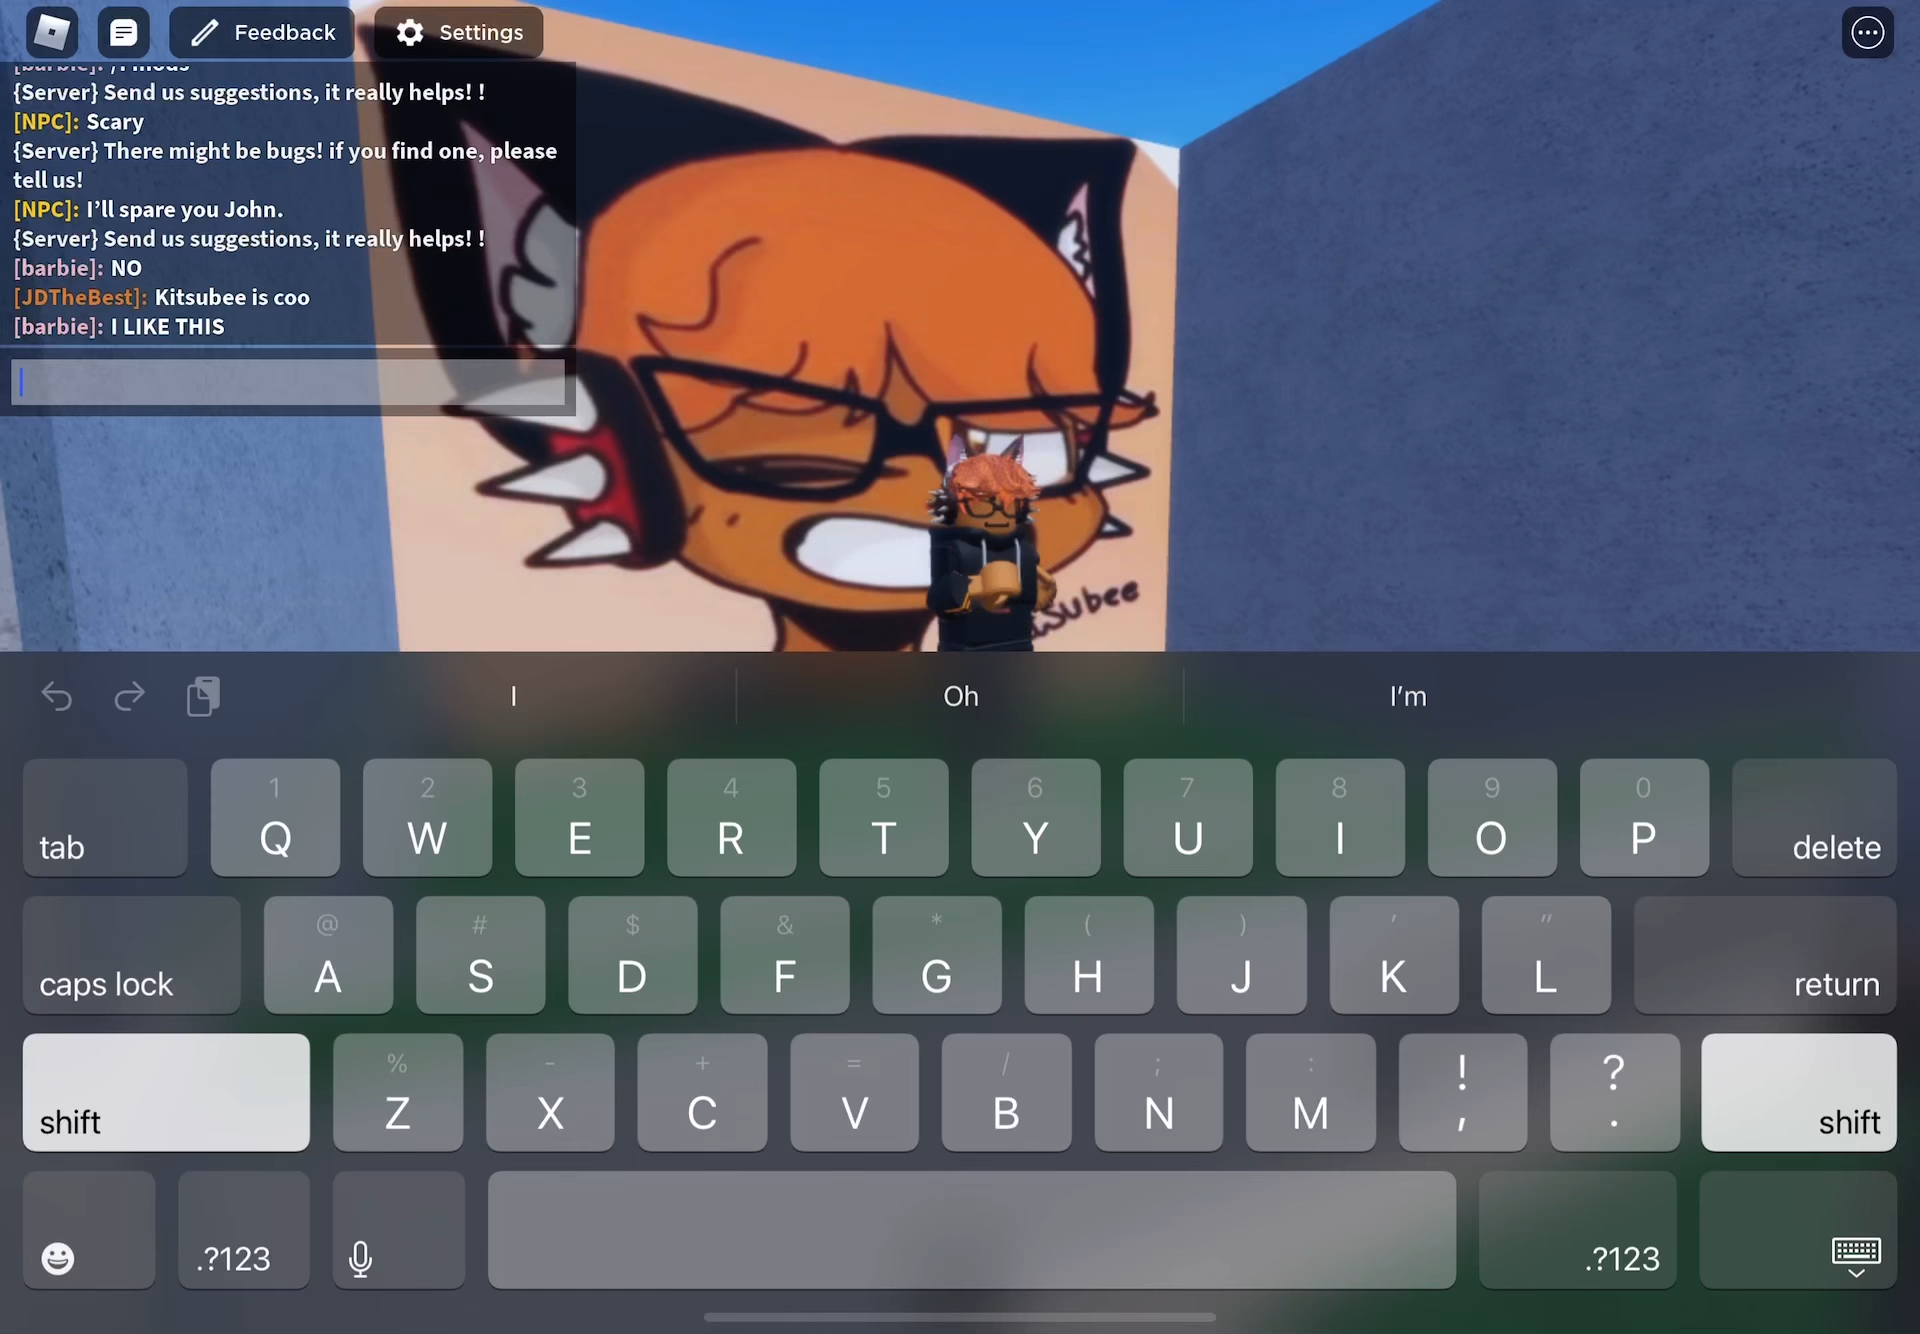 Feedback
Settings
[barbie]:
{Server} Send us suggestions, it really helps! !
[NPC]: Scary
{Server} There might be bugs! if you find one, please
tell us!
[NPC]: I’ll spare you John.
{Server} Send us suggestions, it really helps! !
[barbie]: NO
[JDTheBest]: Kitsubee is coo
[barbie]: I LIKE THIS
subee
I
Oh
I’m
1 2 3 4 5 6 7 8 9 0
tab Q W E R T Y U I O P delete
@ # $ & * ( ) ' "
caps lock A S D F G H J K L return
% - + = / ; : ! ?
shift Z X C V B N M , . shift
.?123
.?123